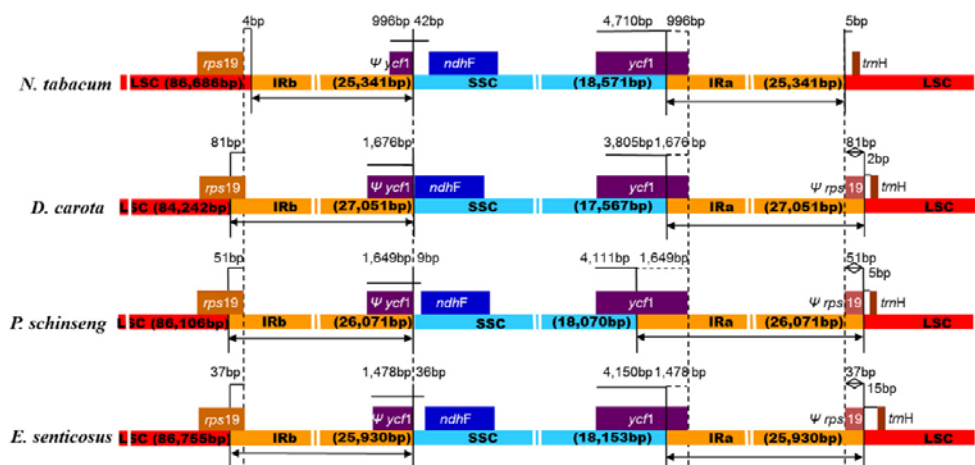 4bp 996bp 42bp 4,710bp 996bp 5bp
rps19 Ψ ycf1 ndhF ycf1 trnH
N. tabacum LSC (86,686bp) IRb (25,341bp) SSC (18,571bp) IRa (25,341bp) LSC
81bp 1,676bp 3,805bp 1,676bp 81bp
2bp
rps19 Ψ ycf1 ndhF ycf1 Ψ rps19 trnH
D. carota LSC (84,242bp) IRb (27,051bp) SSC (17,567bp) IRa (27,051bp) LSC
51bp 1,649bp 9bp 4,111bp 1,649bp 51bp
5bp
rps19 Ψ ycf1 ndhF ycf1 Ψ rps19 trnH
P. schinseng LSC (86,106bp) IRb (26,071bp) SSC (18,070bp) IRa (26,071bp) LSC
37bp 1,478bp 36bp 4,150bp 1,478bp 37bp
15bp
rps19 Ψ ycf1 ndhF ycf1 Ψ rps19 trnH
E. senticosus LSC (86,755bp) IRb (25,930bp) SSC (18,153bp) IRa (25,930bp) LSC